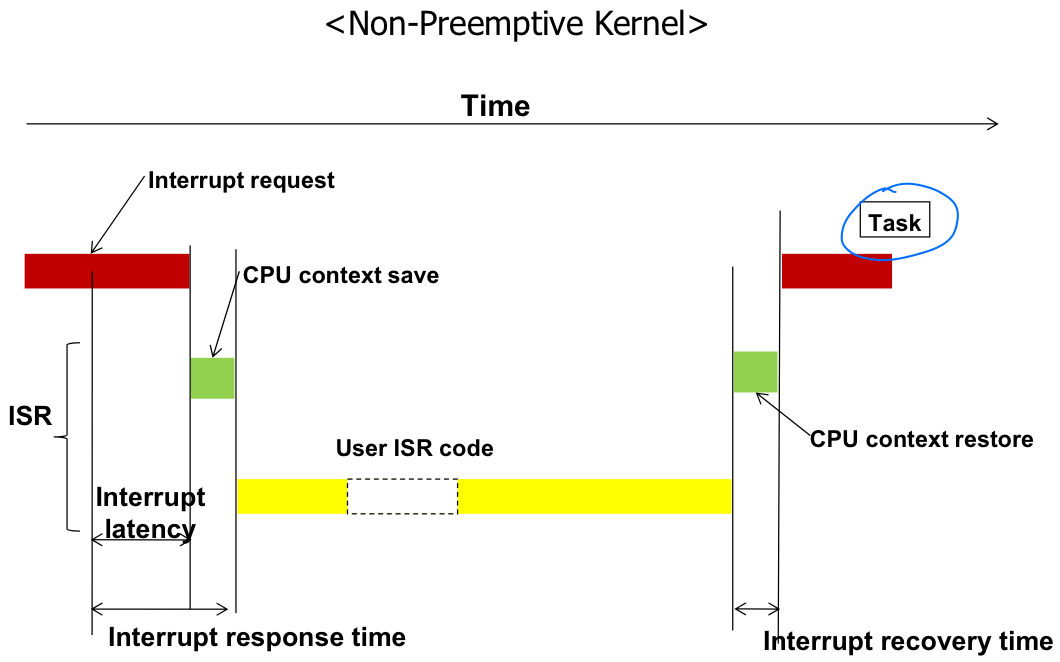 <Non-Preemptive Kernel>
Time
Interrupt request
Task
CPU context save
ISR
CPU context restore
User ISR code
Interrupt
latency
Interrupt response time
Interrupt recovery time